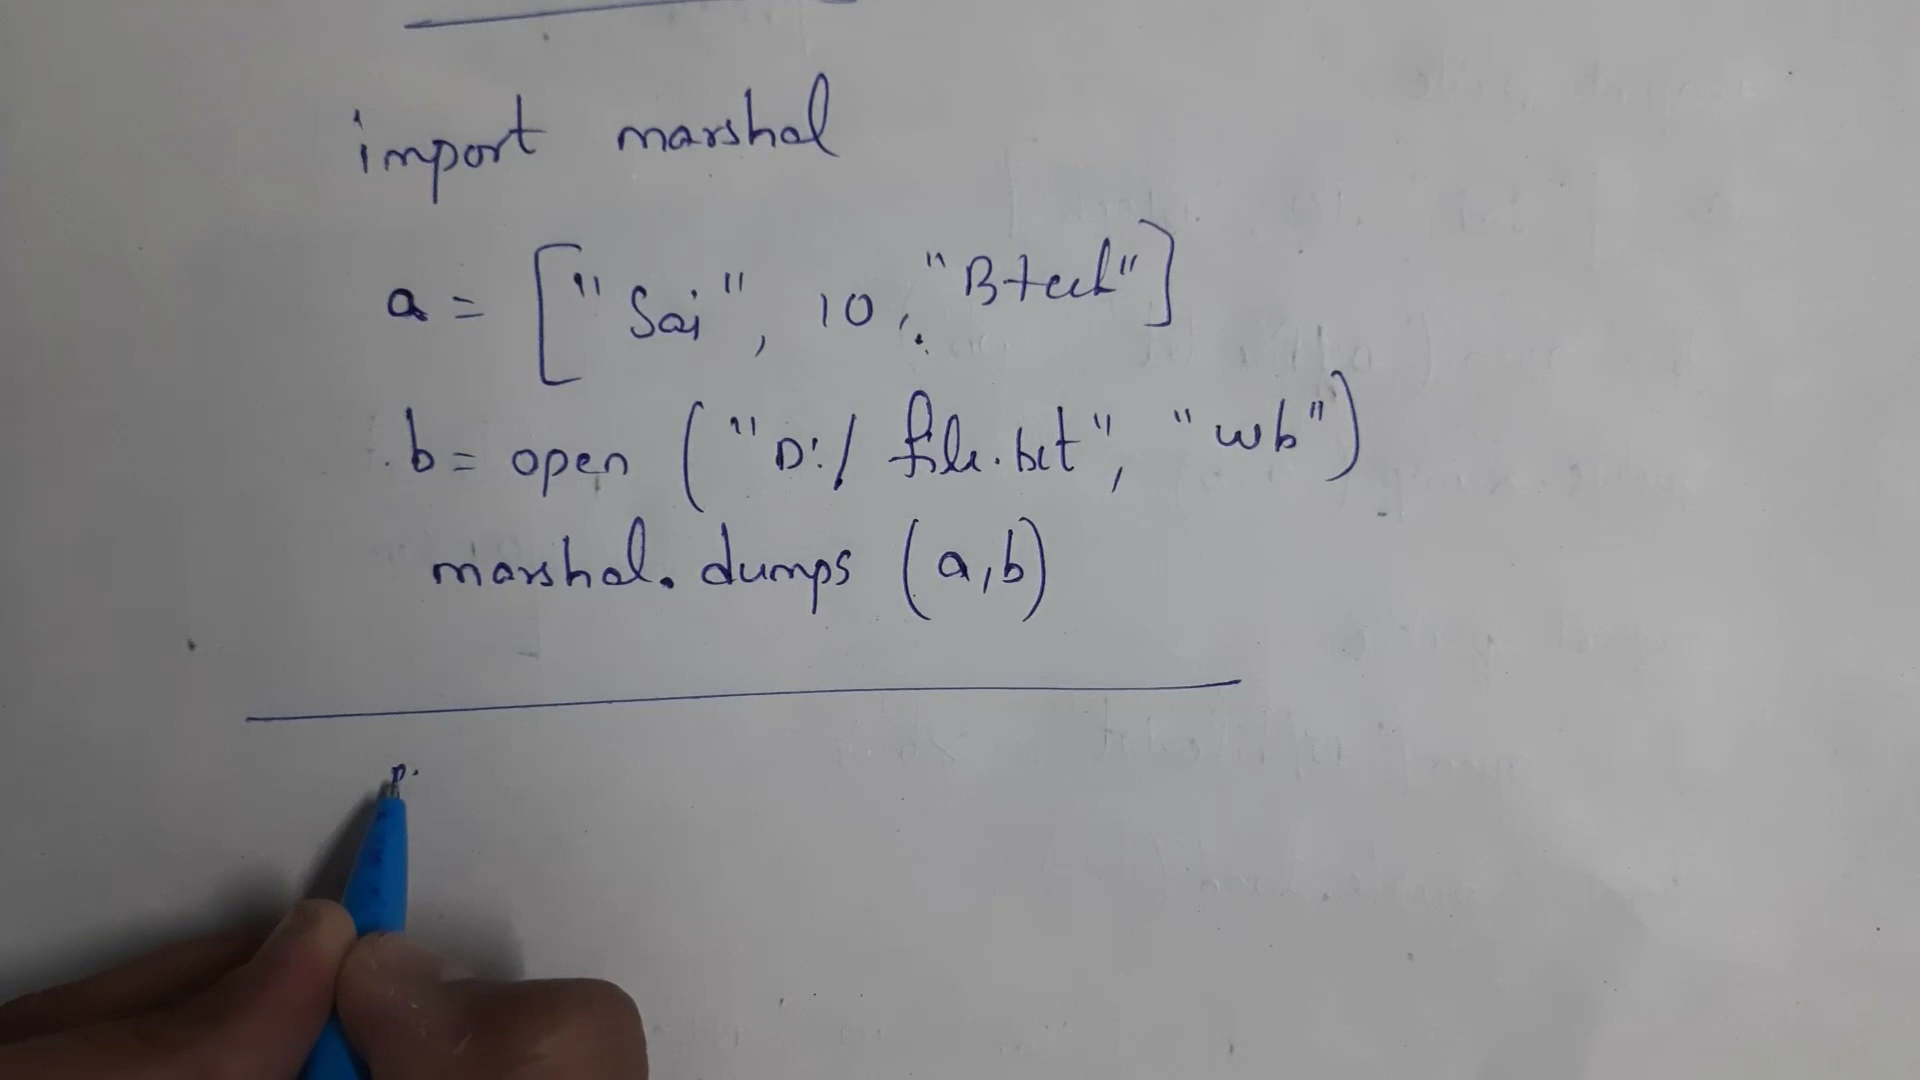 import marshal
a = ["Sai", 10, "Btech"]
b = open ("D:/ file.txt", "wb")
marshal.dumps (a,b)